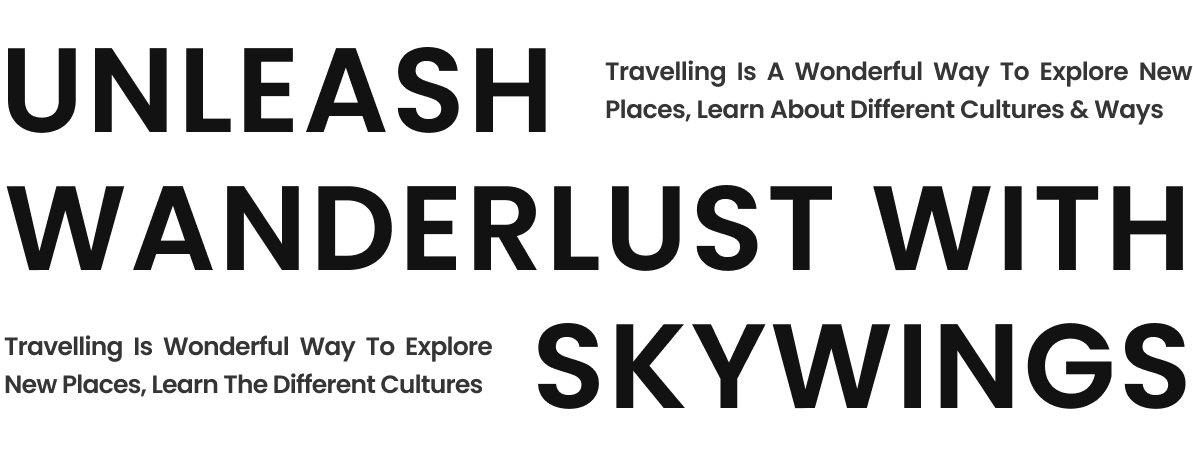 UNLEASH
Travelling Is A Wonderful Way To Explore New
Places, Learn About Different Cultures & Ways
WANDERLUST WITH
Travelling Is Wonderful Way To Explore
New Places, Learn The Different Cultures
SKYWINGS